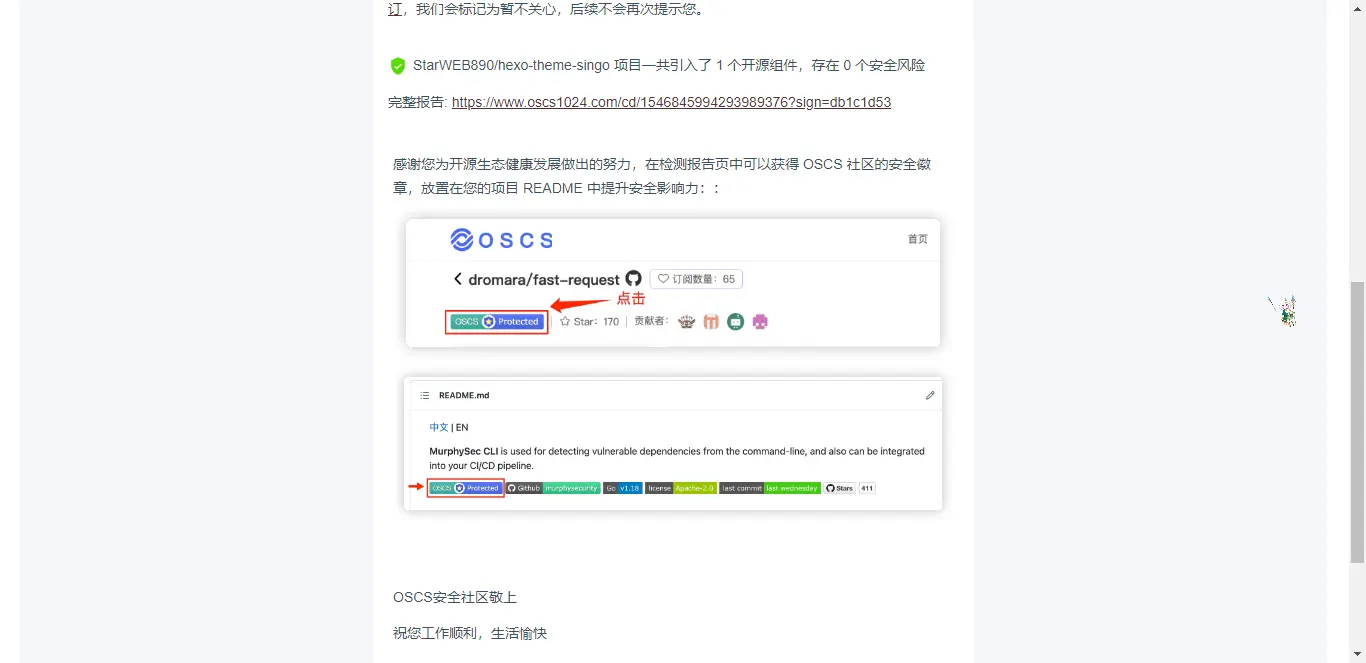 订，我们会标记为暂不关心，后续不会再次提示您。
StarWEB890/hexo-theme-singo 项目一共引入了 1 个开源组件，存在 0 个安全风险
完整报告: https://www.oscs1024.com/cd/1546845994293989376?sign=db1c1d53
感谢您为开源生态健康发展做出的努力，在检测报告页中可以获得 OSCS 社区的安全徽
章，放置在您的项目 README 中提升安全影响力：:
OSCS 首页
dromara/fast-request 订阅数量：65
点击
OSCS Protected | Star：170 | 贡献者：
README.md
中文 | EN
MurphySec CLI is used for detecting vulnerable dependencies from the command-line, and also can be integrated
into your CI/CD pipeline.
OSCS Protected Github murphysecurity Go v1.18 license Apache-2.0 last commit last wednesday Stars 411
OSCS安全社区敬上
祝您工作顺利，生活愉快